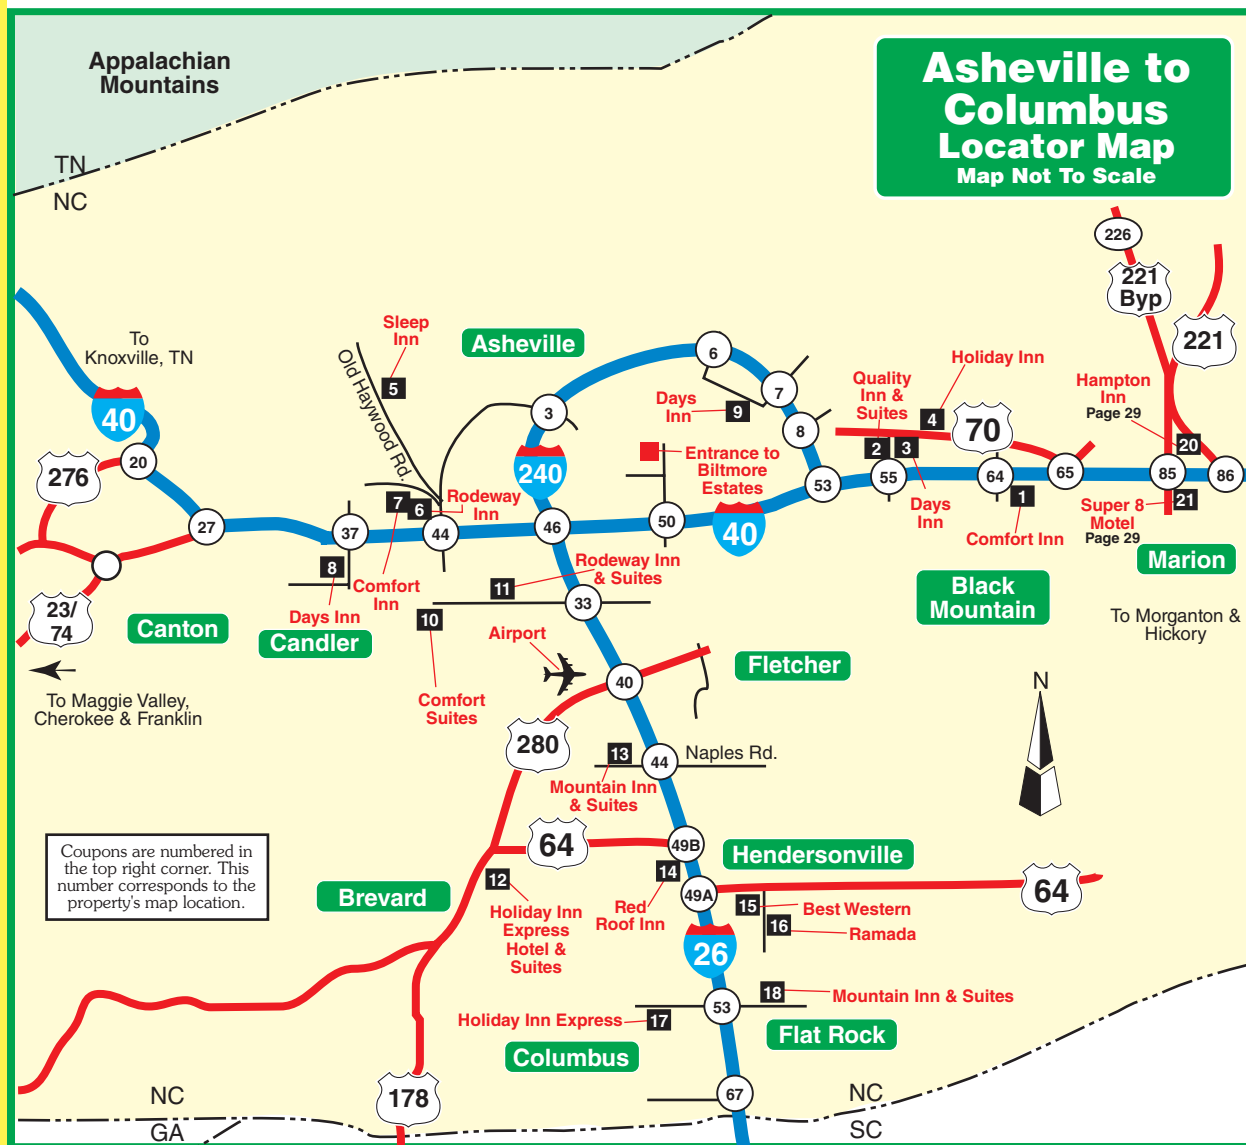 Appalachian
Mountains
Asheville to
Columbus
Locator Map
Map Not To Scale
TN
NC
226
221
Byp
221
To
Knoxville, TN
40
Sleep
Inn
5
Old Haywood Rd.
Asheville
6
3
7
8
Days
Inn
9
Quality
Inn &
Suites
Holiday Inn
4
70
2
3
Hampton
Inn
Page 29
20
276
20
240
Entrance to
Biltmore
Estates
53
55
64
65
85
86
7
6
Rodeway
Inn
Days
Inn
1
Comfort Inn
Super 8
Motel
Page 29
21
27
37
44
46
50
40
Marion
8
Days Inn
Comfort
Inn
11
Rodeway Inn
& Suites
33
Black
Mountain
23/
74
Canton
Candler
10
To Morganton &
Hickory
Airport
Fletcher
40
To Maggie Valley,
Cherokee & Franklin
Comfort
Suites
N
280
13
44
Naples Rd.
Mountain Inn
& Suites
Coupons are numbered in
the top right corner. This
number corresponds to the
property's map location.
64
49B
Hendersonville
14
12
49A
64
Brevard
Holiday Inn
Express
Hotel &
Suites
Red
Roof Inn
15
Best Western
16
Ramada
26
18
Mountain Inn & Suites
53
Holiday Inn Express
17
Flat Rock
Columbus
178
67
NC
GA
NC
SC